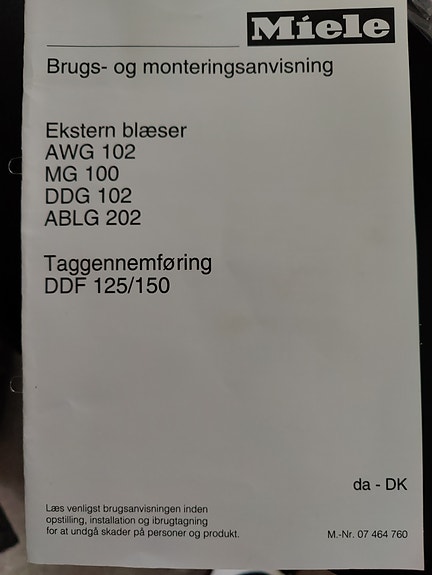 Miele
Brugs- og monteringsanvisning
Ekstern blæser
AWG 102
MG 100
DDG 102
ABLG 202
Taggennemføring
DDF 125/150
da - DK
Læs venligst brugsanvisningen inden
opstilling, installation og ibrugtagning
for at undgå skader på personer og produkt.
M.-Nr. 07 464 760